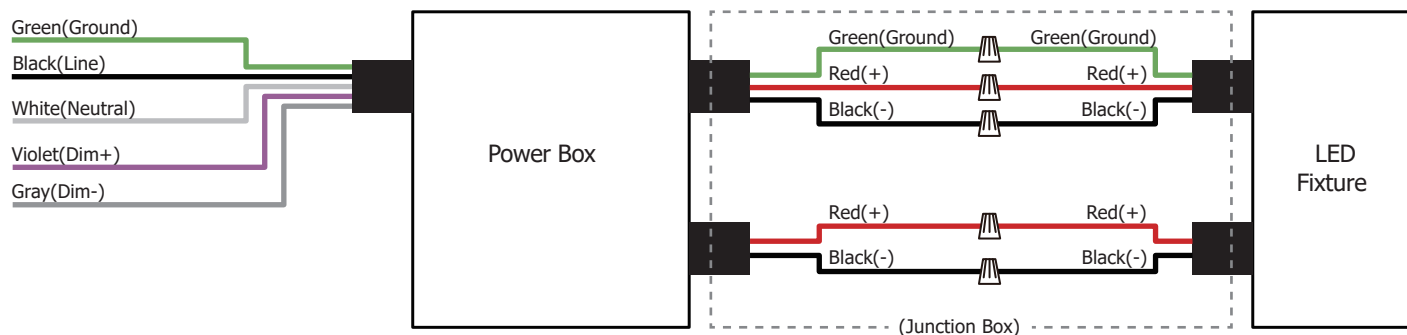 Green(Ground)
Black(Line)
White(Neutral)
Violet(Dim+)
Gray(Dim-)
Power Box
Green(Ground)
Green(Ground)
Red(+)
Red(+)
Black(-)
Black(-)
Red(+)
Red(+)
Black(-)
Black(-)
(Junction Box)
LED
Fixture